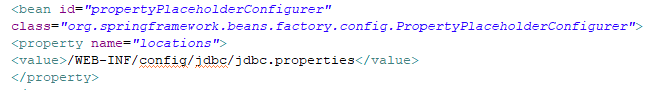 <bean id="propertyPlaceholderConfigurer"
class="org.springframework.beans.factory.config.PropertyPlaceholderConfigurer">
<property name="locations">
<value>/WEB-INF/config/jdbc/jdbc.properties</value>
</property>